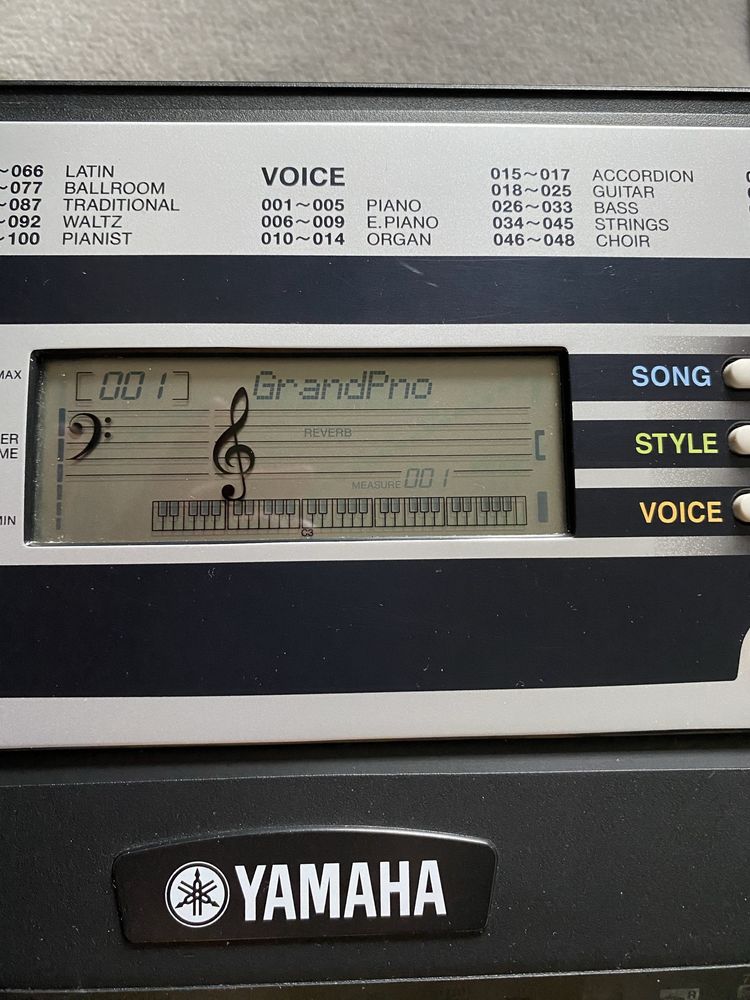 ~066 LATIN
~077 BALLROOM
~087 TRADITIONAL
~092 WALTZ
~100 PIANIST
VOICE
001~005 PIANO
006~009 E.PIANO
010~014 ORGAN
015~017 ACCORDION
018~025 GUITAR
026~033 BASS
034~045 STRINGS
046~048 CHOIR
MAX
MIN
001 GrandPno
REVERB
MEASURE 001
C3
SONG
STYLE
VOICE
YAMAHA